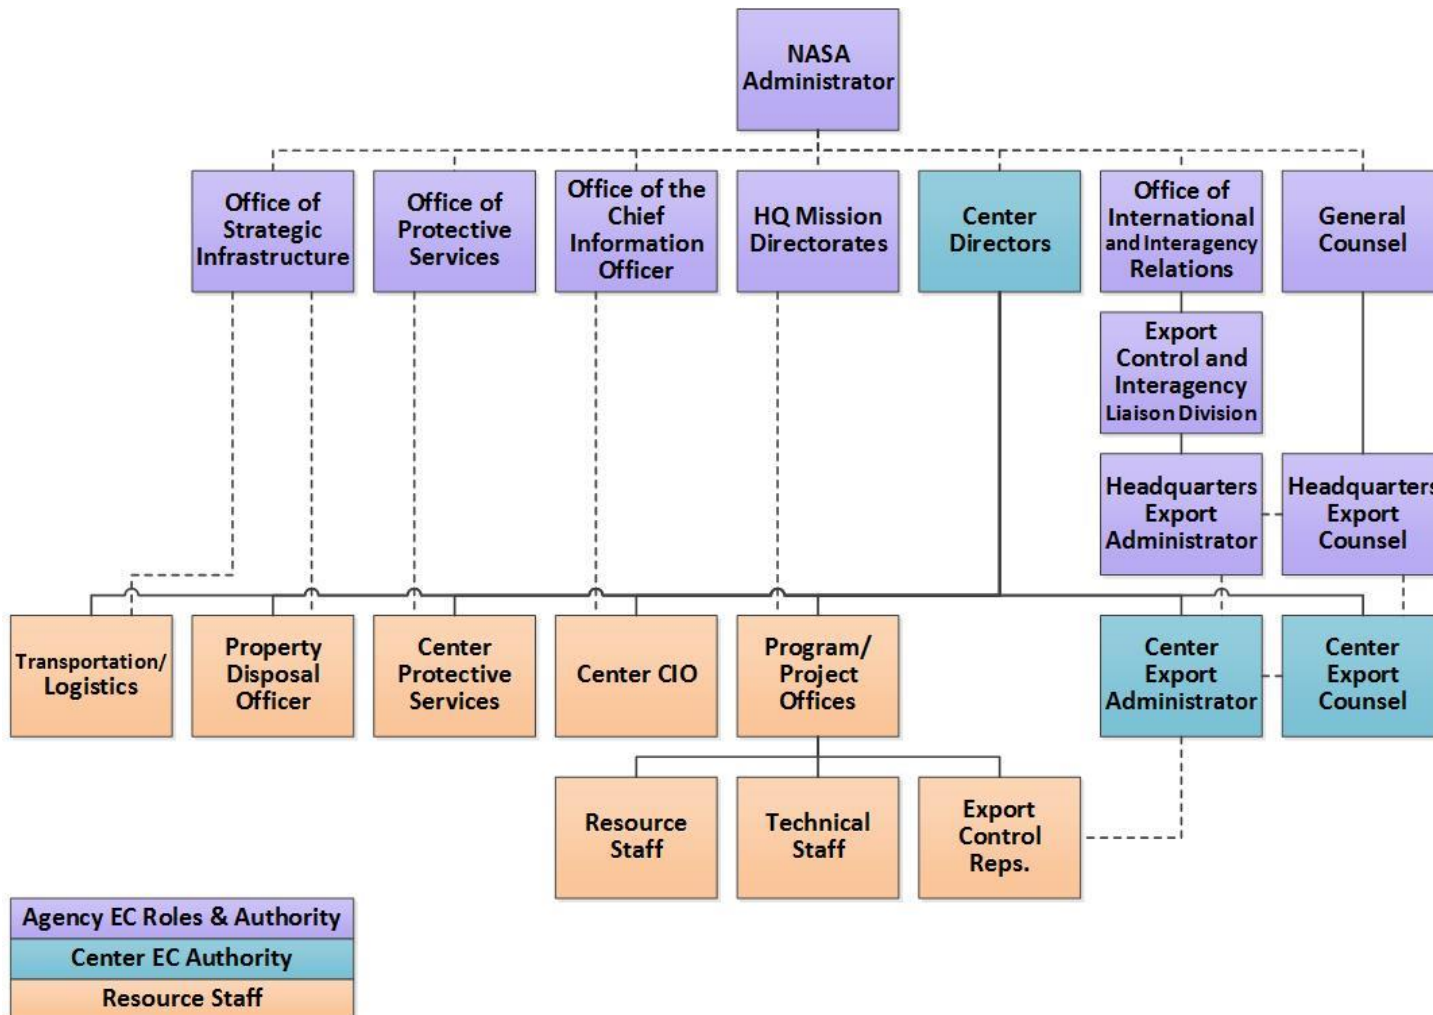 NASA
Administrator
Office of
Strategic
Infrastructure
Office of
Protective
Services
Office of the
Chief
Information
Officer
HQ Mission
Directorates
Center
Directors
Office of
International
and Interagency
Relations
General
Counsel
Export
Control and
Interagency
Liaison Division
Headquarters
Export
Administrator
Headquarters
Export
Counsel
Transportation/
Logistics
Property
Disposal
Officer
Center
Protective
Services
Center CIO
Program/
Project
Offices
Center
Export
Administrator
Center
Export
Counsel
Resource
Staff
Technical
Staff
Export
Control
Reps.
Agency EC Roles & Authority
Center EC Authority
Resource Staff